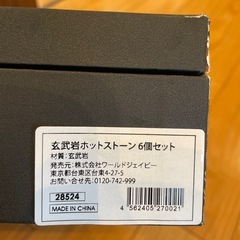 玄武岩ホットストーン 6個セット
材質：玄武岩
発売元：株式会社ワールドジェイビー
東京都台東区台東4-27-5
お問い合せ先：0120-742-999
28524
MADE IN CHINA
4 562405 270021